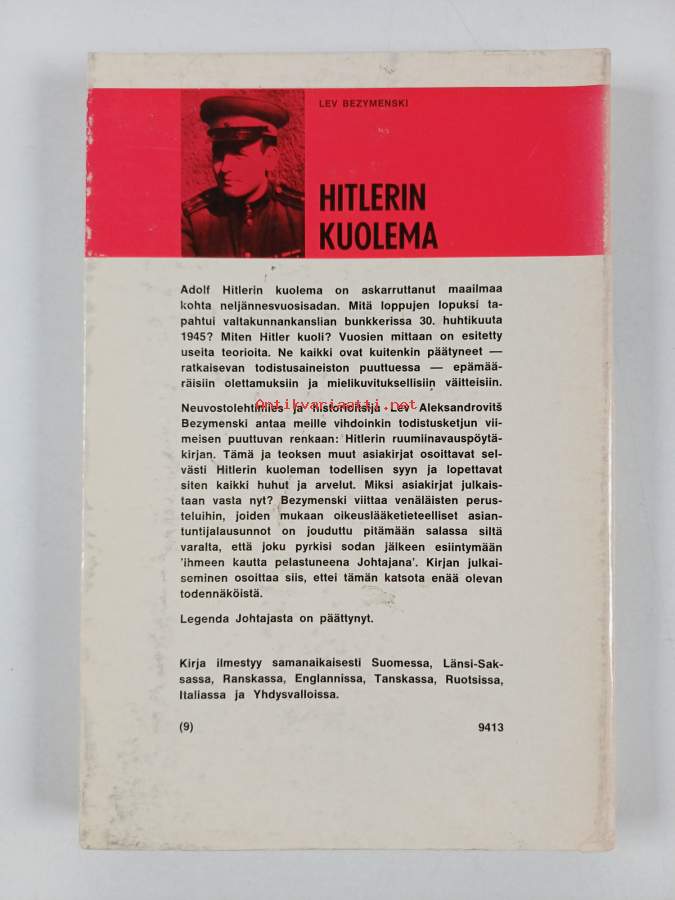 LEV BEZYMENSKI
HITLERIN
KUOLEMA
Adolf Hitlerin kuolema on askarruttanut maailmaa
kohta neljännesvuosisadan. Mitä loppujen lopuksi ta-
pahtui valtakunnankanslian bunkkerissa 30. huhtikuuta
1945? Miten Hitler kuoli? Vuosien mittaan on esitetty
useita teorioita. Ne kaikki ovat kuitenkin päätyneet —
ratkaisevan todistusaineiston puuttuessa — epämää-
räisiin olettamuksiin ja mielikuvituksellisiin väitteisiin.
Antikvariaatti.net
Neuvostolehtimies ja historioitsija Lev Aleksandrovitš
Bezymenski antaa meille vihdoinkin todistusketjun vii-
meisen puuttuvan renkaan: Hitlerin ruumiinavauspöytä-
kirjan. Tämä ja teoksen muut asiakirjat osoittavat sel-
västi Hitlerin kuoleman todellisen syyn ja lopettavat
siten kaikki huhut ja arvelut. Miksi asiakirjat julkais-
taan vasta nyt? Bezymenski viittaa venäläisten perus-
teluihin, joiden mukaan oikeuslääketieteelliset asian-
tuntijalausunnot on jouduttu pitämään salassa siltä
varalta, että joku pyrkisi sodan jälkeen esiintymään
'ihmeen kautta pelastuneena Johtajana'. Kirjan julkai-
seminen osoittaa siis, ettei tämän katsota enää olevan
todennäköistä.
Legenda Johtajasta on päättynyt.
Kirja ilmestyy samanaikaisesti Suomessa, Länsi-Sak-
sassa, Ranskassa, Englannissa, Tanskassa, Ruotsissa,
Italiassa ja Yhdysvalloissa.
(9) 9413